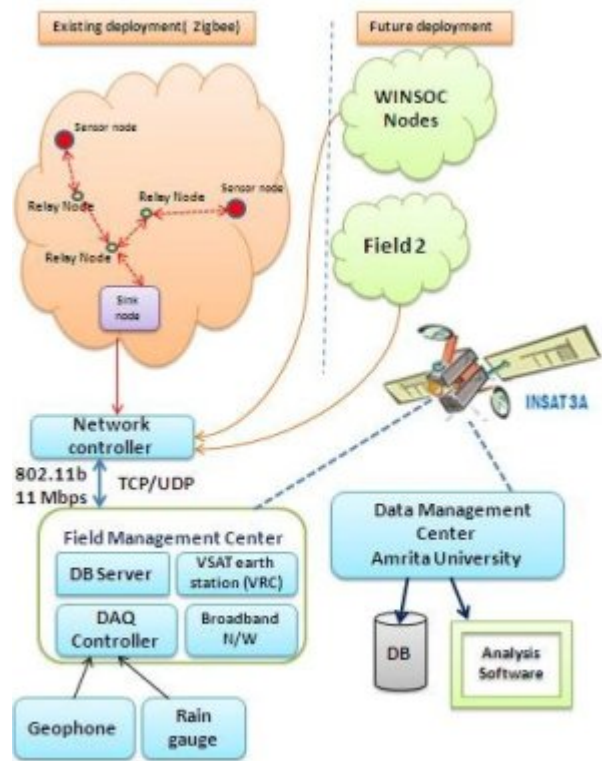 Existing deployment( Zigbee)
Future deployment
Sensor node
WINSOC
Nodes
Relay Node
Relay Node
Sensor node
Relay Node
Field 2
Sink
node
INSAT 3A
Network
controller
802.11b
11 Mbps
TCP/UDP
Field Management Center
DB Server
VSAT earth
station (VRC)
DAQ
Controller
Broadband
N/W
Data Management
Center
Amrita University
DB
Analysis
Software
Geophone
Rain
gauge